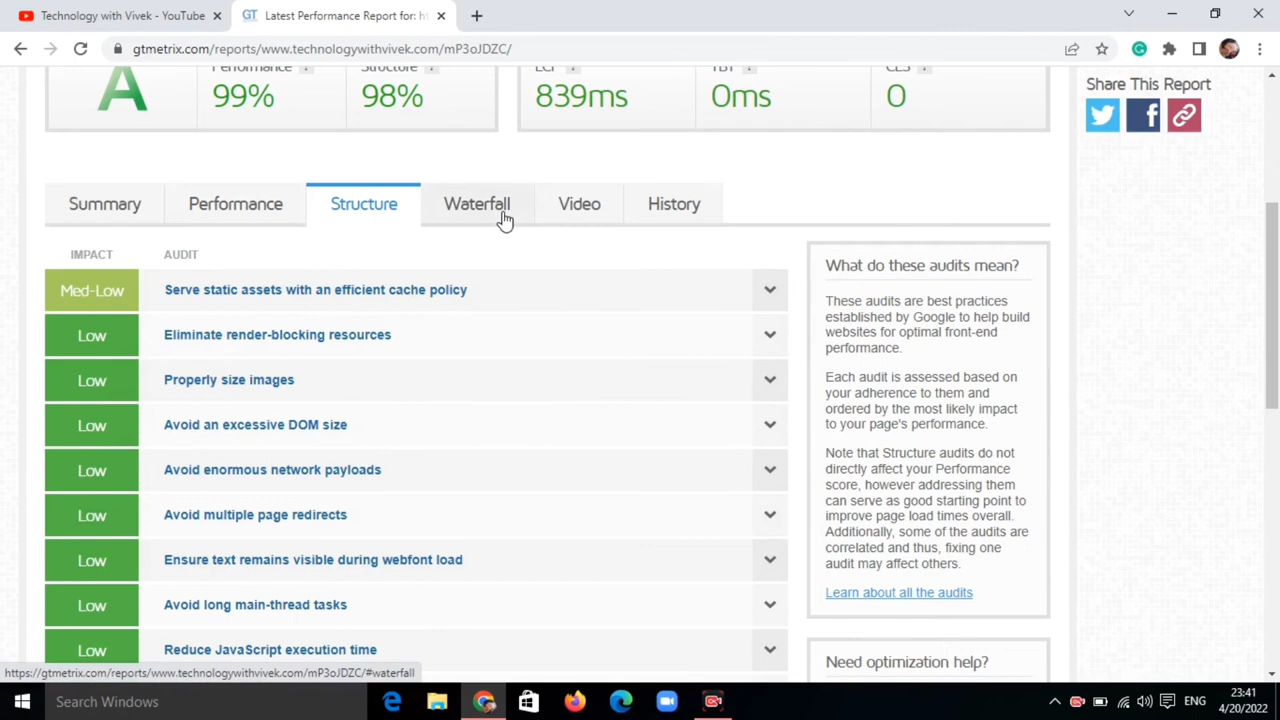 Technology with Vivek - YouTube
GT Latest Performance Report for: ht
gtmetrix.com/reports/www.technologywithvivek.com/mP3oJDZC/
Performance
Structure
LCP
TBT
CLS
A
99%
98%
839ms
0ms
0
Share This Report
Summary
Performance
Structure
Waterfall
Video
History
IMPACT
AUDIT
Med-Low
Serve static assets with an efficient cache policy
Low
Eliminate render-blocking resources
Low
Properly size images
Low
Avoid an excessive DOM size
Low
Avoid enormous network payloads
Low
Avoid multiple page redirects
Low
Ensure text remains visible during webfont load
Low
Avoid long main-thread tasks
Low
Reduce JavaScript execution time
What do these audits mean?
These audits are best practices
established by Google to help build
websites for optimal front-end
performance.
Each audit is assessed based on
your adherence to them and
ordered by the most likely impact
to your page's performance.
Note that Structure audits do not
directly affect your Performance
score, however addressing them
can serve as good starting point to
improve page load times overall.
Additionally, some of the audits are
correlated and thus, fixing one
audit may affect others.
Learn about all the audits
Need optimization help?
https://gtmetrix.com/reports/www.technologywithvivek.com/mP3oJDZC/#waterfall
Search Windows
ENG
23:41
4/20/2022